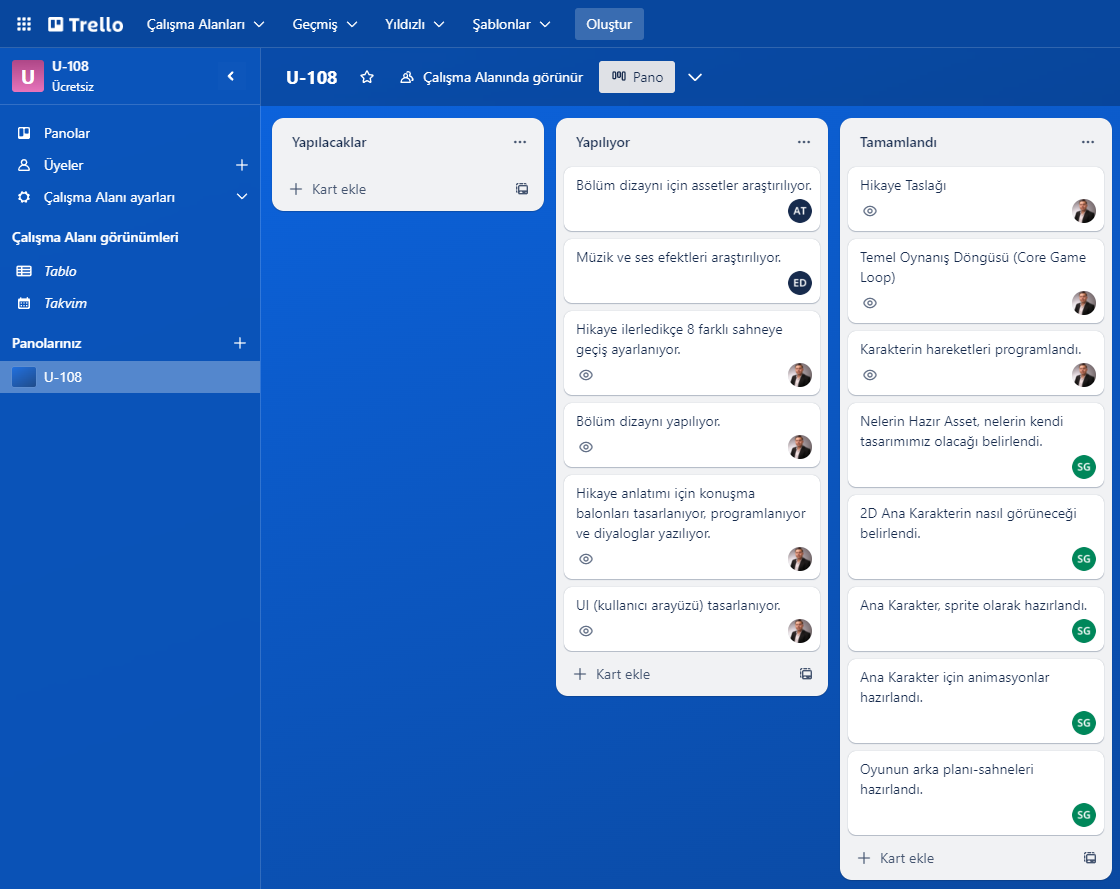 Trello
Çalışma Alanları
Geçmiş
Yıldızlı
Şablonlar
Oluştur
U
U-108
Ücretsiz
Panolar
Üyeler
Çalışma Alanı ayarları
Çalışma Alanı görünümleri
Tablo
Takvim
Panolarınız
U-108
U-108
Çalışma Alanında görünür
Pano
Yapılacaklar
Kart ekle
Yapılıyor
Bölüm dizaynı için assetler araştırılıyor.
AT
Müzik ve ses efektleri araştırılıyor.
ED
Hikaye ilerledikçe 8 farklı sahneye
geçiş ayarlanıyor.
Bölüm dizaynı yapılıyor.
Hikaye anlatımı için konuşma
balonları tasarlanıyor, programlanıyor
ve diyaloglar yazılıyor.
UI (kullanıcı arayüzü) tasarlanıyor.
Kart ekle
Tamamlandı
Hikaye Taslağı
Temel Oynanış Döngüsü (Core Game
Loop)
Karakterin hareketleri programlandı.
Nelerin Hazır Asset, nelerin kendi
tasarımımız olacağı belirlendi.
SG
2D Ana Karakterin nasıl görüneceği
belirlendi.
SG
Ana Karakter, sprite olarak hazırlandı.
SG
Ana Karakter için animasyonlar
hazırlandı.
SG
Oyunun arka planı-sahneleri
hazırlandı.
SG
Kart ekle